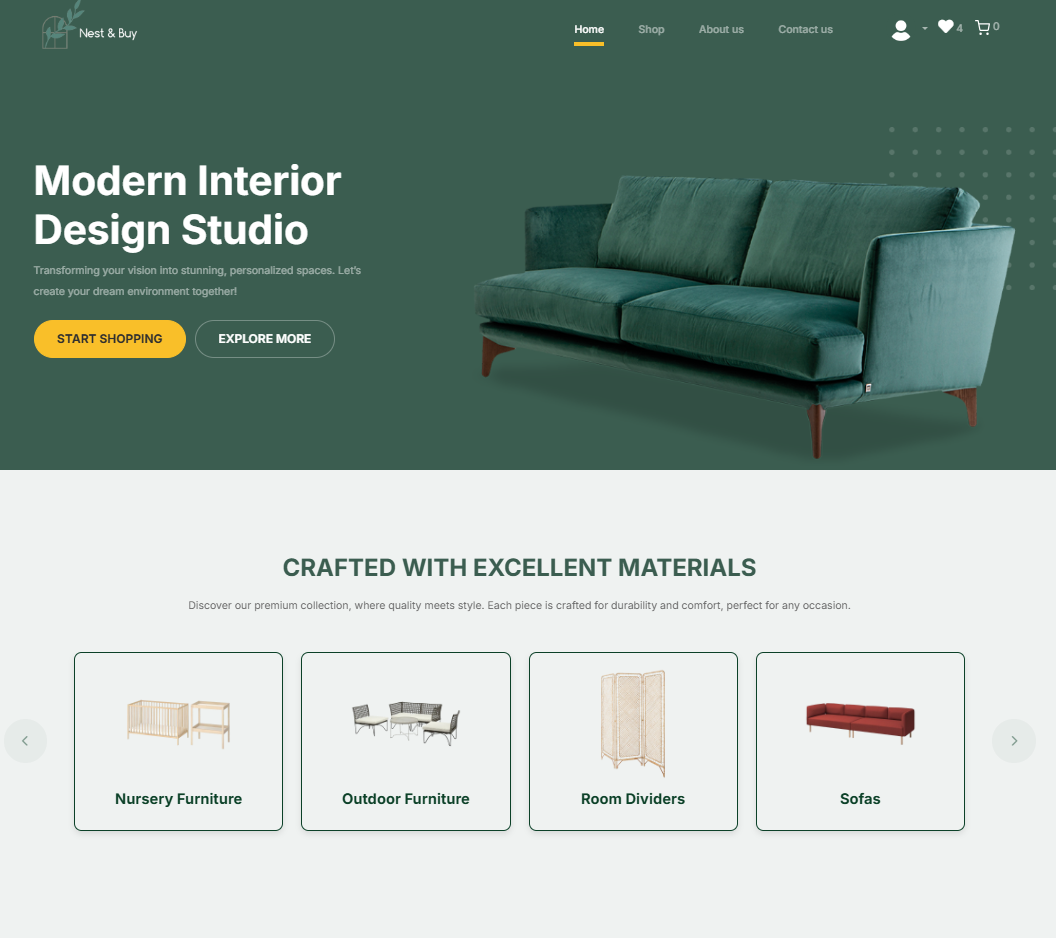 Nest & Buy
Home
Shop
About us
Contact us
4
0
Modern Interior
Design Studio
Transforming your vision into stunning, personalized spaces. Let's
create your dream environment together!
START SHOPPING
EXPLORE MORE
CRAFTED WITH EXCELLENT MATERIALS
Discover our premium collection, where quality meets style. Each piece is crafted for durability and comfort, perfect for any occasion.
Nursery Furniture
Outdoor Furniture
Room Dividers
Sofas